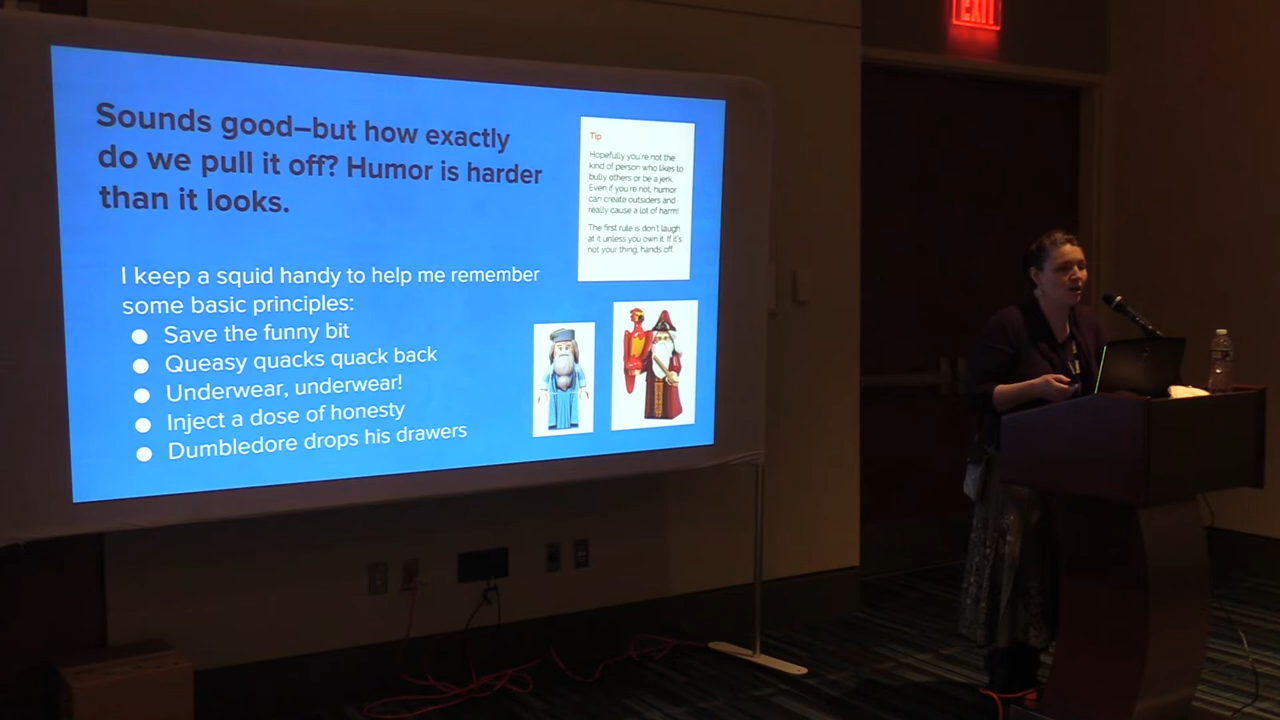 EXIT
Sounds good–but how exactly
do we pull it off? Humor is harder
than it looks.
Tip
Hopefully you're not the
kind of person who likes to
bully others or be a jerk.
Even if you're not, humor
can create outsiders and
really cause a lot of harm!
The first rule is don't laugh
at it unless you own it. If it's
not your thing, hands off.
I keep a squid handy to help me remember
some basic principles:
● Save the funny bit
● Queasy quacks quack back
● Underwear, underwear!
● Inject a dose of honesty
● Dumbledore drops his drawers